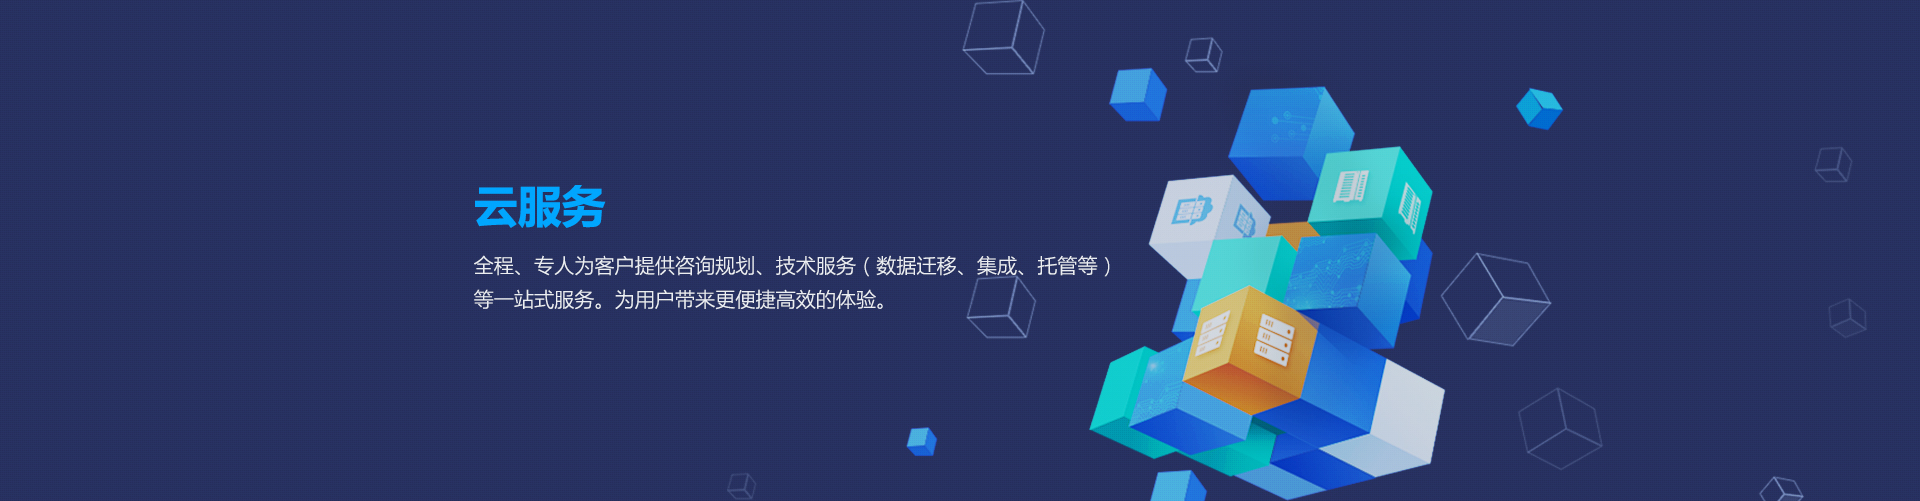 云服务
全程、专人为客户提供咨询规划、技术服务（数据迁移、集成、托管等）
等一站式服务。为用户带来更便捷高效的体验。